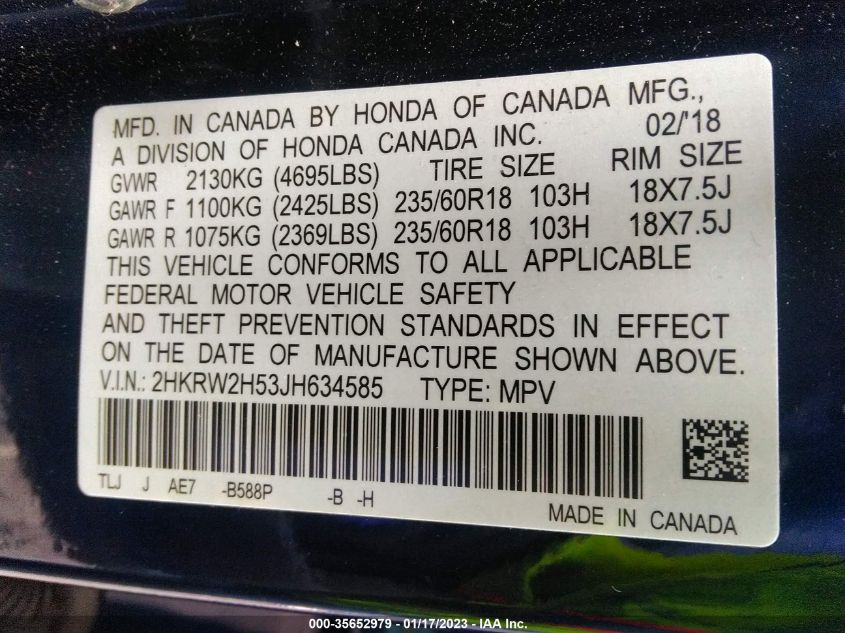 MFD. IN CANADA BY HONDA OF CANADA MFG.,
A DIVISION OF HONDA CANADA INC. 02/'18
GVWR 2130KG (4695LBS) TIRE SIZE RIM SIZE
GAWR F 1100KG (2425LBS) 235/60R18 103H 18X7.5J
GAWR R 1075KG (2369LBS) 235/60R18 103H 18X7.5J
THIS VEHICLE CONFORMS TO ALL APPLICABLE
FEDERAL MOTOR VEHICLE SAFETY
AND THEFT PREVENTION STANDARDS IN EFFECT
ON THE DATE OF MANUFACTURE SHOWN ABOVE.
V.I.N.: 2HKRW2H53JH634585 TYPE: MPV
TLJ J AE7 -B588P -B -H
MADE IN CANADA
000-35652979 - 01/17/2023 - IAA Inc.